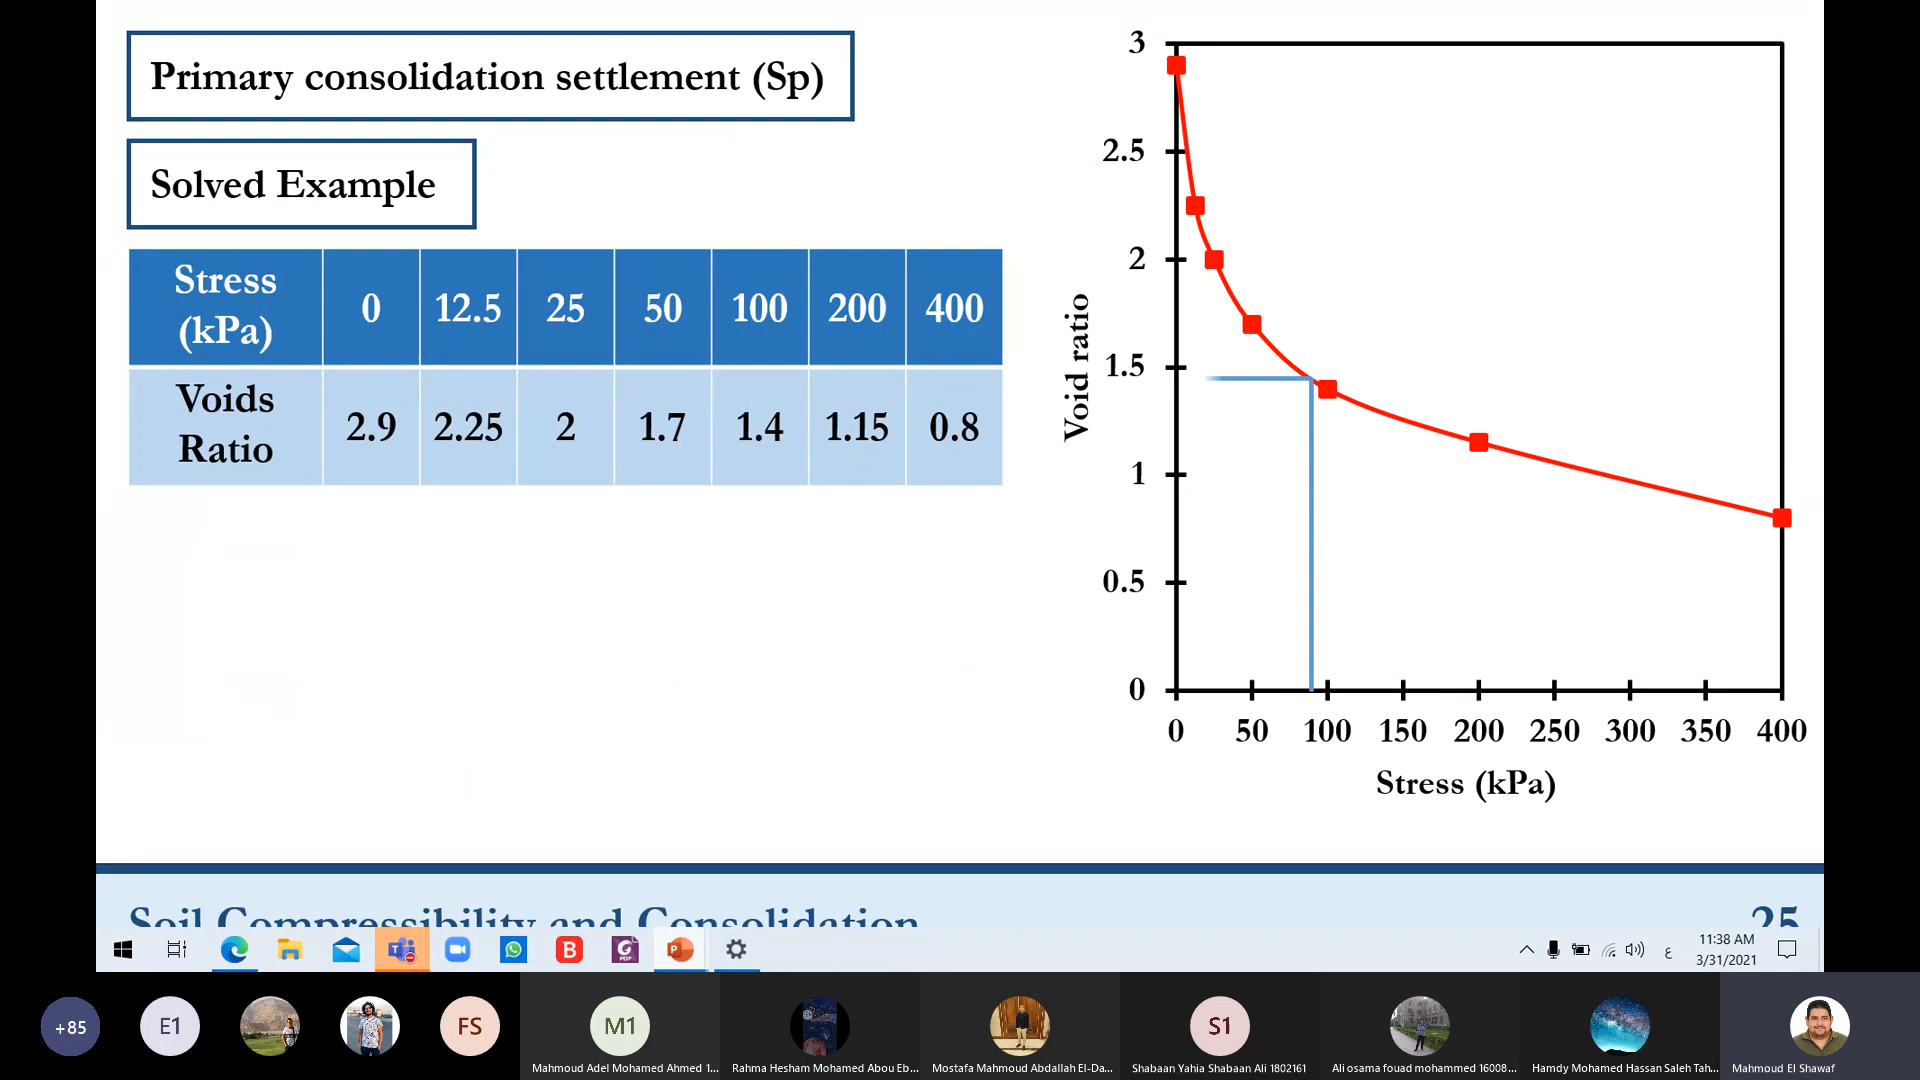 Primary consolidation settlement (Sp)
Solved Example
Stress (kPa) 0 12.5 25 50 100 200 400
Voids Ratio 2.9 2.25 2 1.7 1.4 1.15 0.8
3
2.5
2
1.5
1
0.5
0
Void ratio
0 50 100 150 200 250 300 350 400
Stress (kPa)
Soil Compressibility and Consolidation 25
11:38 AM
3/31/2021
ع
+85
E1
FS
M1
S1
Mahmoud Adel Mohamed Ahmed 1...
Rahma Hesham Mohamed Abou Eb...
Mostafa Mahmoud Abdallah El-Da...
Shabaan Yahia Shabaan Ali 1802161
Ali osama fouad mohammed 16008...
Hamdy Mohamed Hassan Saleh Tah...
Mahmoud El Shawaf